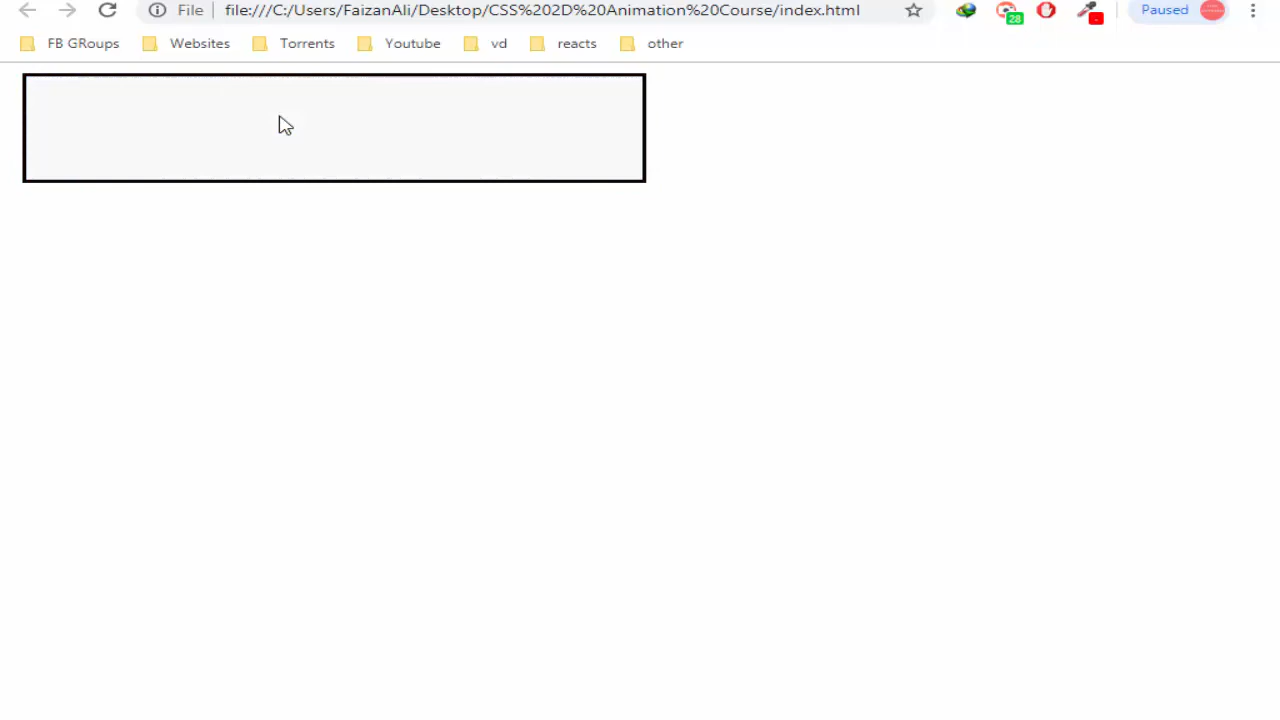 File file:///C:/Users/FaizanAli/Desktop/CSS%202D%20Animation%20Course/index.html 28 Paused
FB GRoups Websites Torrents Youtube vd reacts other